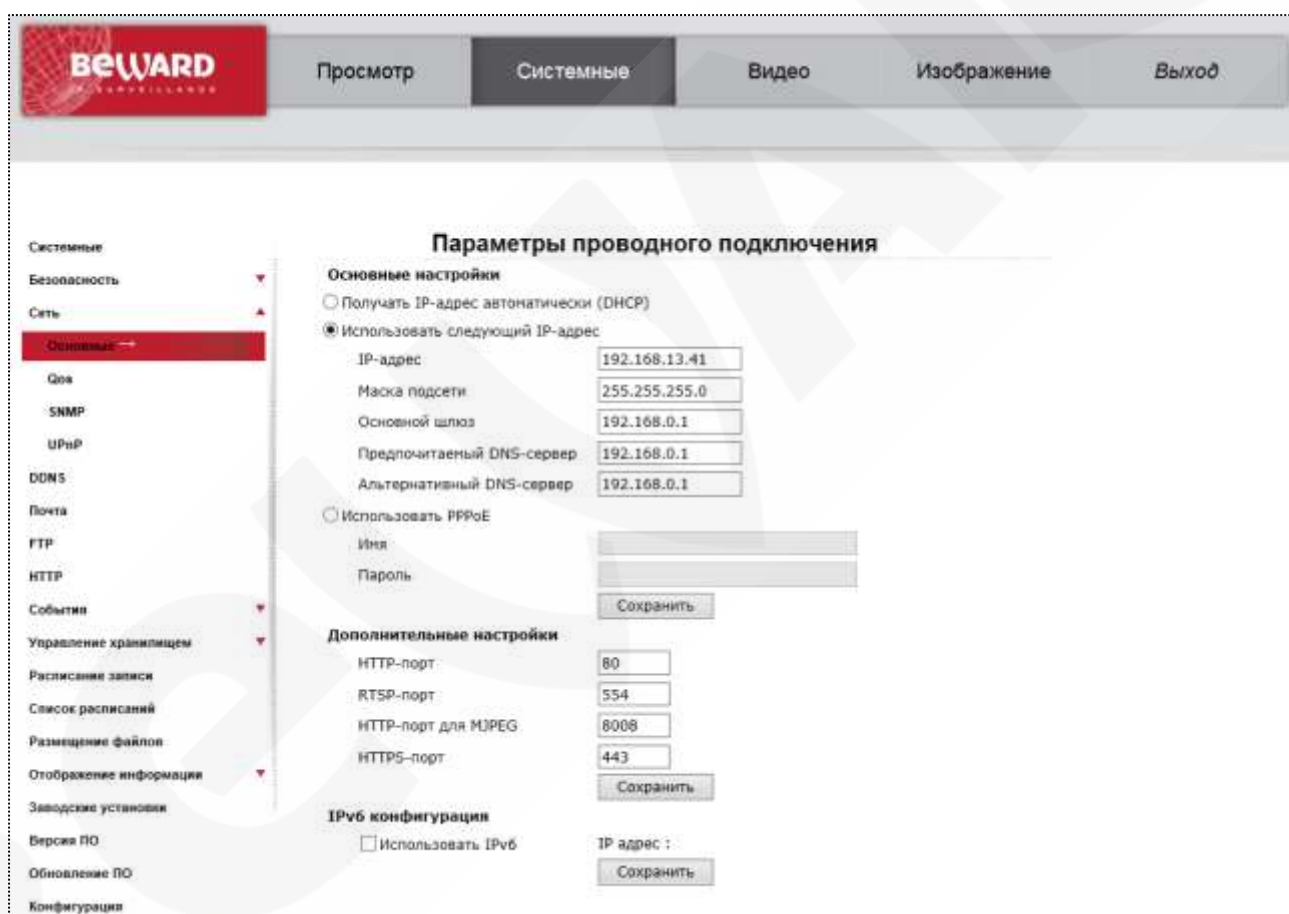 BEWARD
IP SURVEILLANCE
Просмотр
Системные
Видео
Изображение
Выход
Параметры проводного подключения
Системные
Безопасность
Сеть
Основные →
Qos
SNMP
UPnP
DDNS
Почта
FTP
HTTP
События
Управление хранилищем
Расписание записи
Список расписаний
Размещение файлов
Отображение информации
Заводские установки
Версия ПО
Обновление ПО
Конфигурация
Основные настройки
Получать IP-адрес автоматически (DHCP)
Использовать следующий IP-адрес
IP-адрес 192.168.13.41
Маска подсети 255.255.255.0
Основной шлюз 192.168.0.1
Предпочитаемый DNS-сервер 192.168.0.1
Альтернативный DNS-сервер 192.168.0.1
Использовать PPPoE
Имя
Пароль
Сохранить
Дополнительные настройки
HTTP-порт 80
RTSP-порт 554
HTTP-порт для MJPEG 8008
HTTPS-порт 443
Сохранить
IPv6 конфигурация
Использовать IPv6 IP адрес :
Сохранить